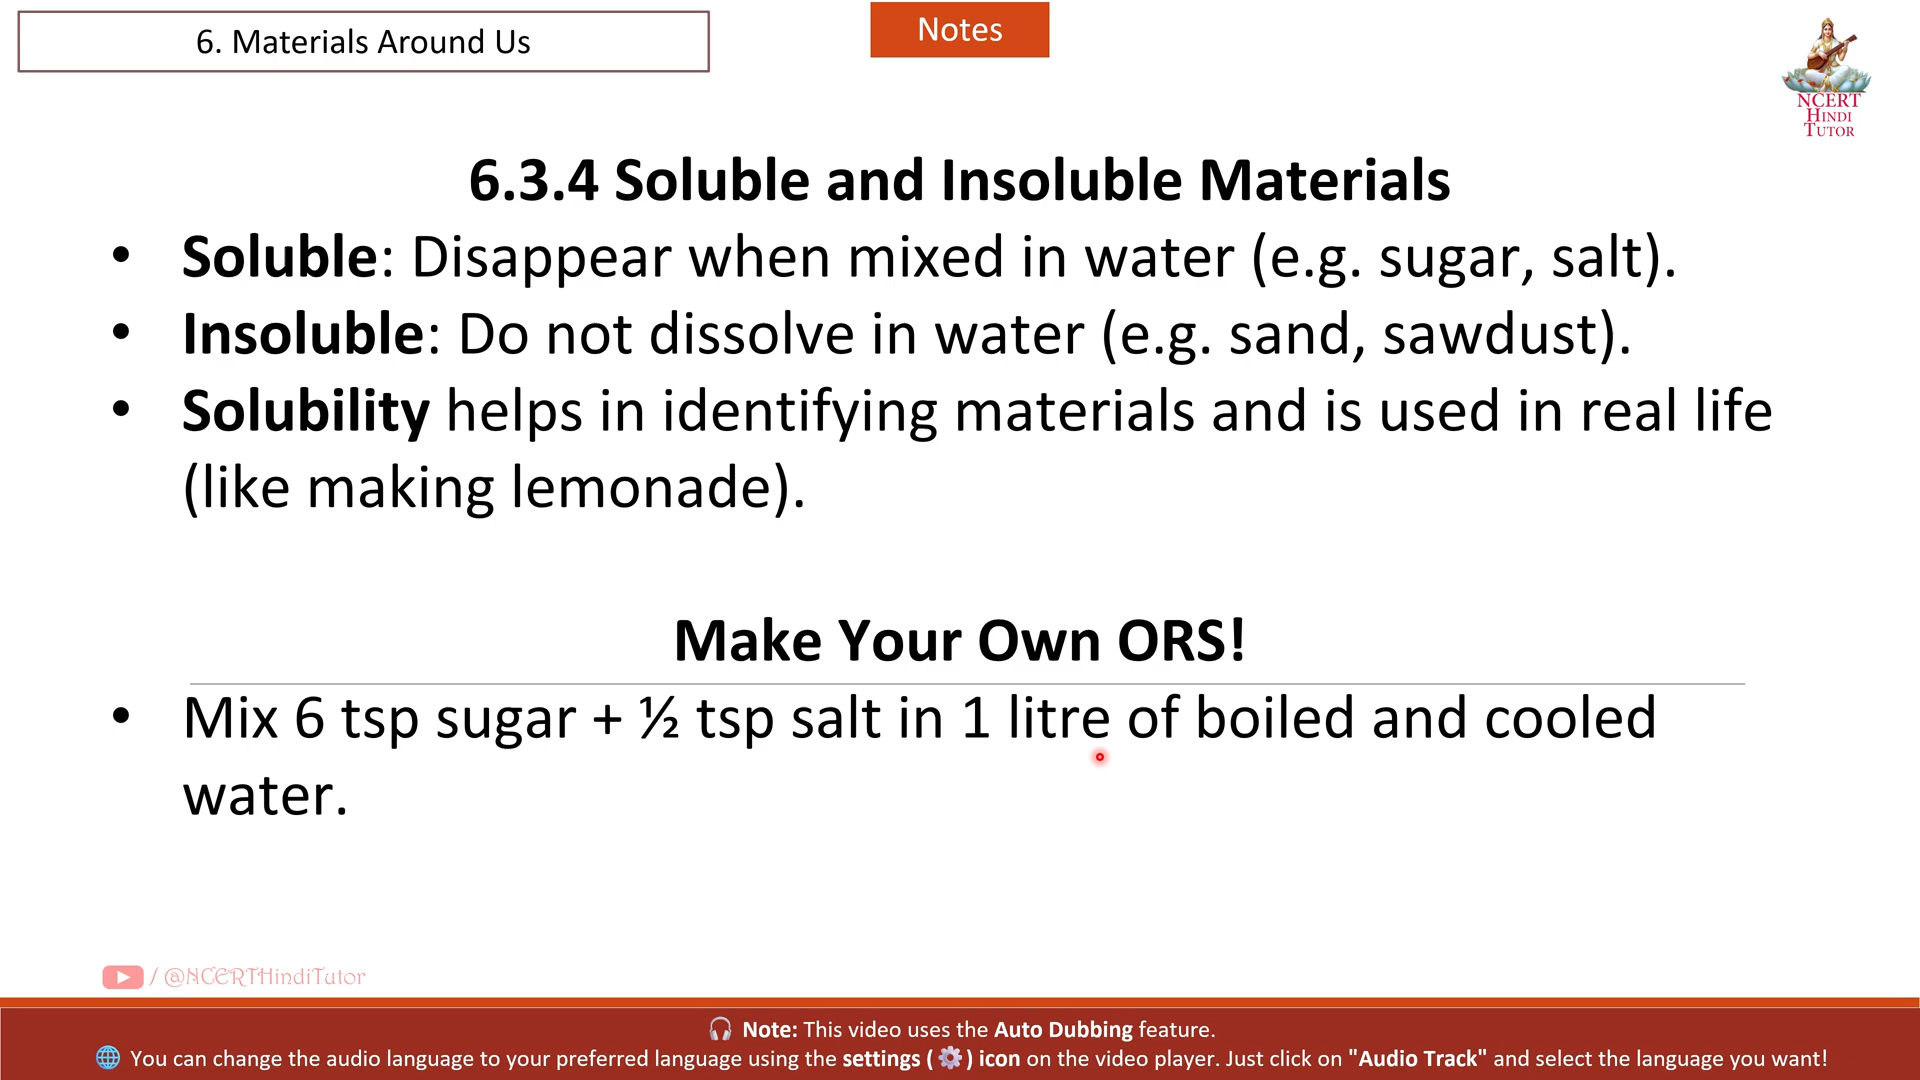 6. Materials Around Us
Notes
NCERT
HINDI
TUTOR
6.3.4 Soluble and Insoluble Materials
• Soluble: Disappear when mixed in water (e.g. sugar, salt).
• Insoluble: Do not dissolve in water (e.g. sand, sawdust).
• Solubility helps in identifying materials and is used in real life
(like making lemonade).
Make Your Own ORS!
• Mix 6 tsp sugar + ½ tsp salt in 1 litre of boiled and cooled
water.
/ @NCERTHindiTutor
🎧 Note: This video uses the Auto Dubbing feature.
🌐 You can change the audio language to your preferred language using the settings ( ⚙️ ) icon on the video player. Just click on "Audio Track" and select the language you want!